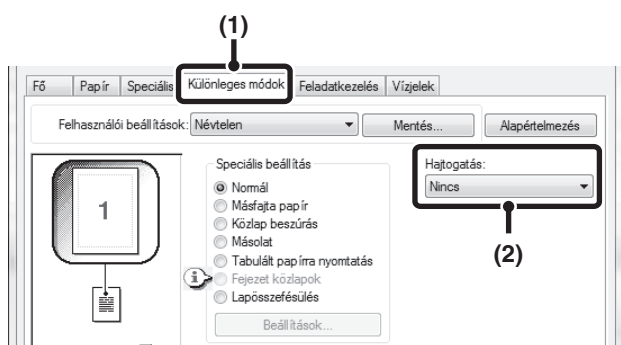 (1)
Fő Papír Speciális Különleges módok Feladatkezelés Vízjelek
Felhasználói beállítások: Névtelen Mentés... Alapértelmezés
Speciális beállítás Hajtogatás:
Normál Nincs
1 Másfajta papír
Közlap beszúrás
Másolat (2)
Tabulált papírra nyomtatás
i Fejezet közlapok
Lapösszefésülés
Beállítások...